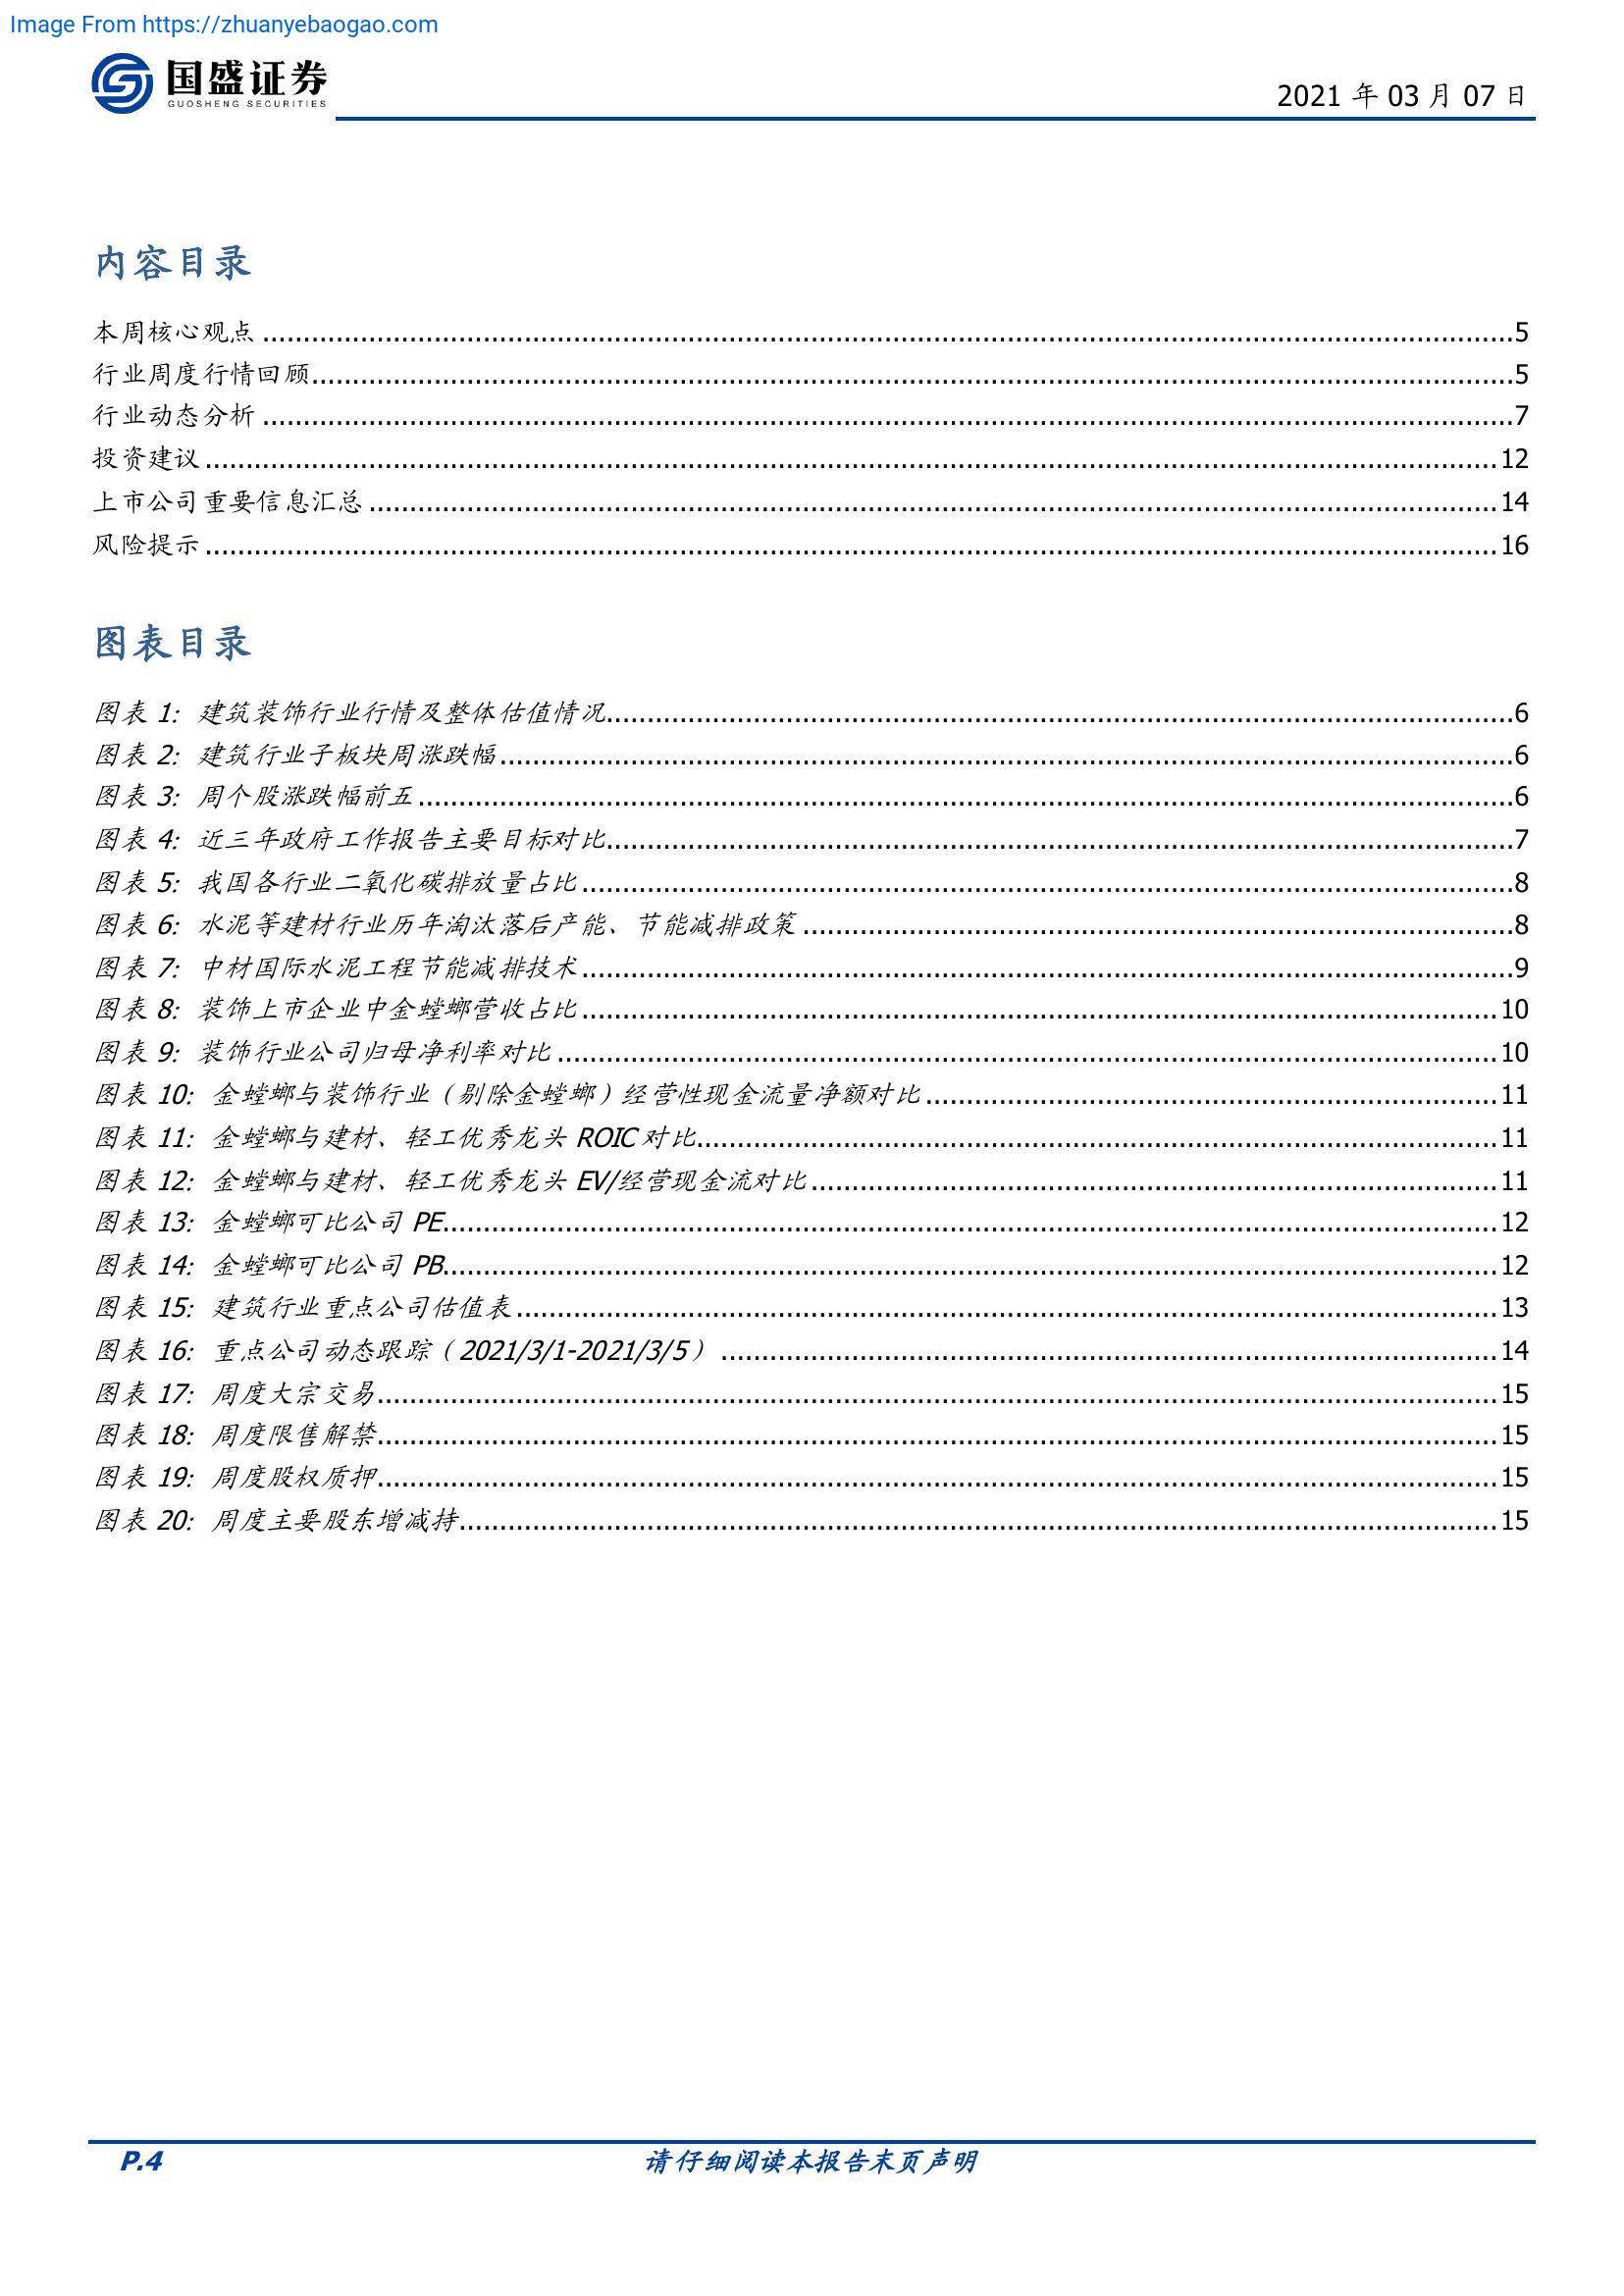 Image From https://zhuanyebaogao.com
国盛证券
GUOSHENG SECURITIES
2021 年 03 月 07 日
内容目录
本周核心观点 ........ 5
行业周度行情回顾 ........ 5
行业动态分析 ........ 7
投资建议 ........ 12
上市公司重要信息汇总 ........ 14
风险提示 ........ 16
图表目录
图表 1: 建筑装饰行业行情及整体估值情况 ........ 6
图表 2: 建筑行业子板块周涨跌幅 ........ 6
图表 3: 周个股涨跌幅前五 ........ 6
图表 4: 近三年政府工作报告主要目标对比 ........ 7
图表 5: 我国各行业二氧化碳排放量占比 ........ 8
图表 6: 水泥等建材行业历年淘汰落后产能、节能减排政策 ........ 8
图表 7: 中材国际水泥工程节能减排技术 ........ 9
图表 8: 装饰上市企业中金螳螂营收占比 ........ 10
图表 9: 装饰行业公司归母净利率对比 ........ 10
图表 10: 金螳螂与装饰行业（剔除金螳螂）经营性现金流量净额对比 ........ 11
图表 11: 金螳螂与建材、轻工优秀龙头 ROIC 对比 ........ 11
图表 12: 金螳螂与建材、轻工优秀龙头 EV/经营现金流对比 ........ 11
图表 13: 金螳螂可比公司 PE ........ 12
图表 14: 金螳螂可比公司 PB ........ 12
图表 15: 建筑行业重点公司估值表 ........ 13
图表 16: 重点公司动态跟踪（2021/3/1-2021/3/5） ........ 14
图表 17: 周度大宗交易 ........ 15
图表 18: 周度限售解禁 ........ 15
图表 19: 周度股权质押 ........ 15
图表 20: 周度主要股东增减持 ........ 15
P.4
请仔细阅读本报告末页声明